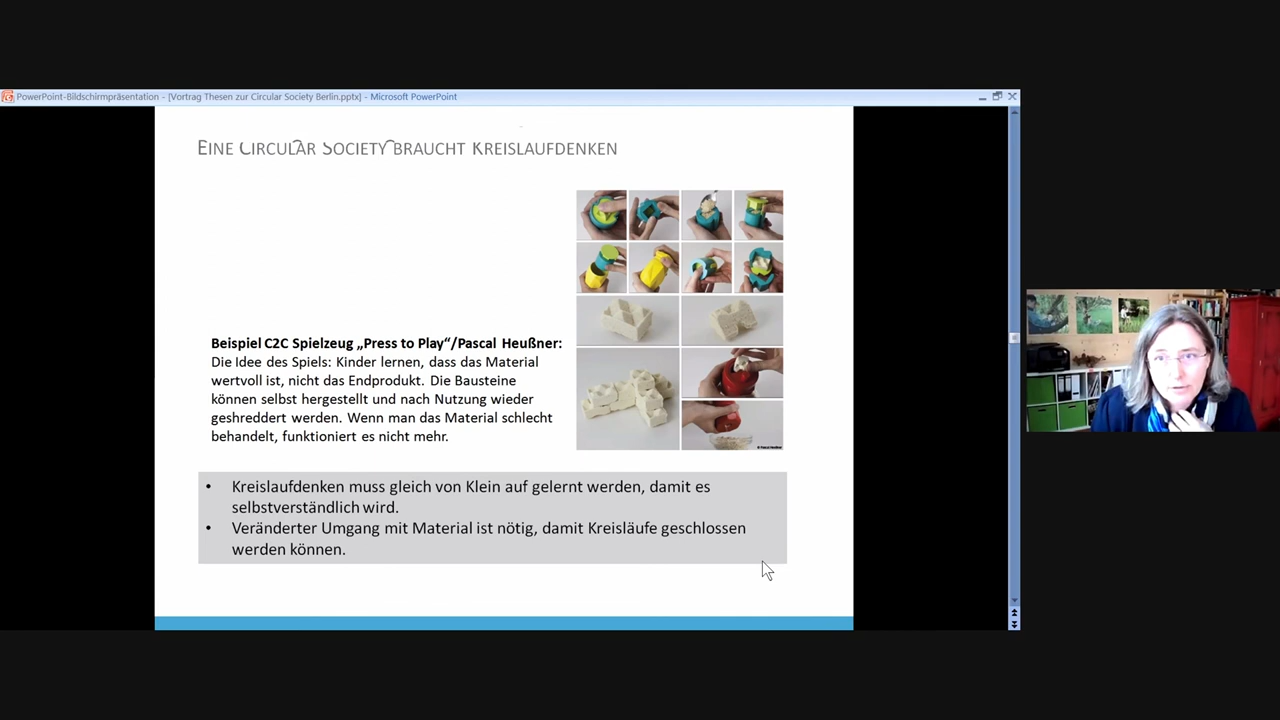 PowerPoint-Bildschirmpräsentation - [Vortrag Thesen zur Circular Society Berlin.pptx] - Microsoft PowerPoint
EINE CIRCULAR SOCIETY BRAUCHT KREISLAUFDENKEN
Beispiel C2C Spielzeug „Press to Play“/Pascal Heußner:
Die Idee des Spiels: Kinder lernen, dass das Material
wertvoll ist, nicht das Endprodukt. Die Bausteine
können selbst hergestellt und nach Nutzung wieder
geshreddert werden. Wenn man das Material schlecht
behandelt, funktioniert es nicht mehr.
© Pascal Heußner
• Kreislaufdenken muss gleich von Klein auf gelernt werden, damit es
selbstverständlich wird.
• Veränderter Umgang mit Material ist nötig, damit Kreisläufe geschlossen
werden können.